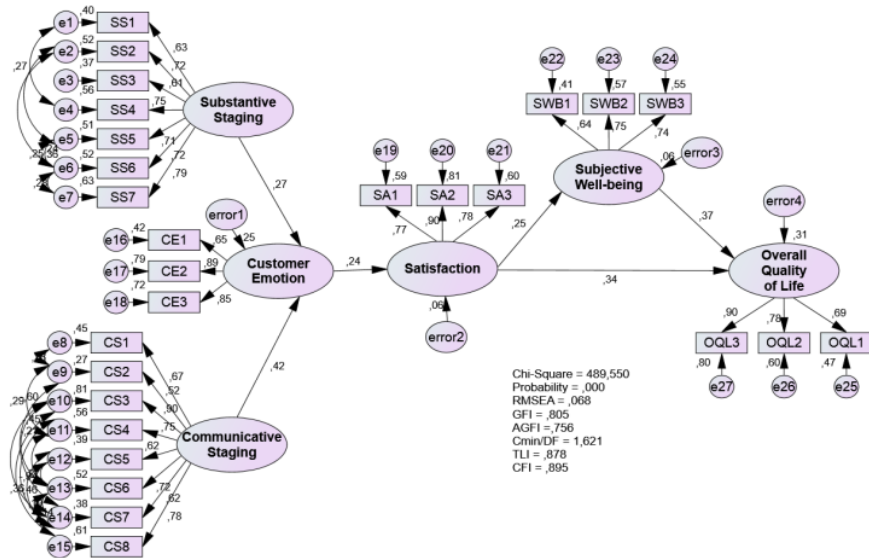 e1
,40
SS1
e2
,52
SS2
e3
,37
SS3
e4
,56
SS4
e5
,51
SS5
e6
,52
SS6
e7
,63
SS7
,27
,63
,72
,61
,75
,71
,72
,79
Substantive
Staging
,27
e16
,42
CE1
e17
,79
CE2
e18
,72
CE3
error1
,25
,65
,89
,85
Customer
Emotion
,24
e8
,45
CS1
e9
,27
CS2
e10
,81
CS3
e11
,56
CS4
e12
,39
CS5
e13
,52
CS6
e14
,38
CS7
e15
,61
CS8
,29
,60
,67
,52
,90
,75
,62
,72
,62
,78
Communicative
Staging
,42
e19
e20
e21
,59
,81
,60
SA1
SA2
SA3
,77
,90
,78
Satisfaction
,06
error2
,25
,34
e22
e23
e24
,41
,57
,55
SWB1
SWB2
SWB3
,64
,75
,74
,06
error3
Subjective
Well-being
,37
error4
,31
Overall
Quality
of Life
,90
,78
,69
OQL3
OQL2
OQL1
,80
,60
,47
e27
e26
e25
Chi-Square = 489,550
Probability = ,000
RMSEA = ,068
GFI = ,805
AGFI = ,756
Cmin/DF = 1,621
TLI = ,878
CFI = ,895